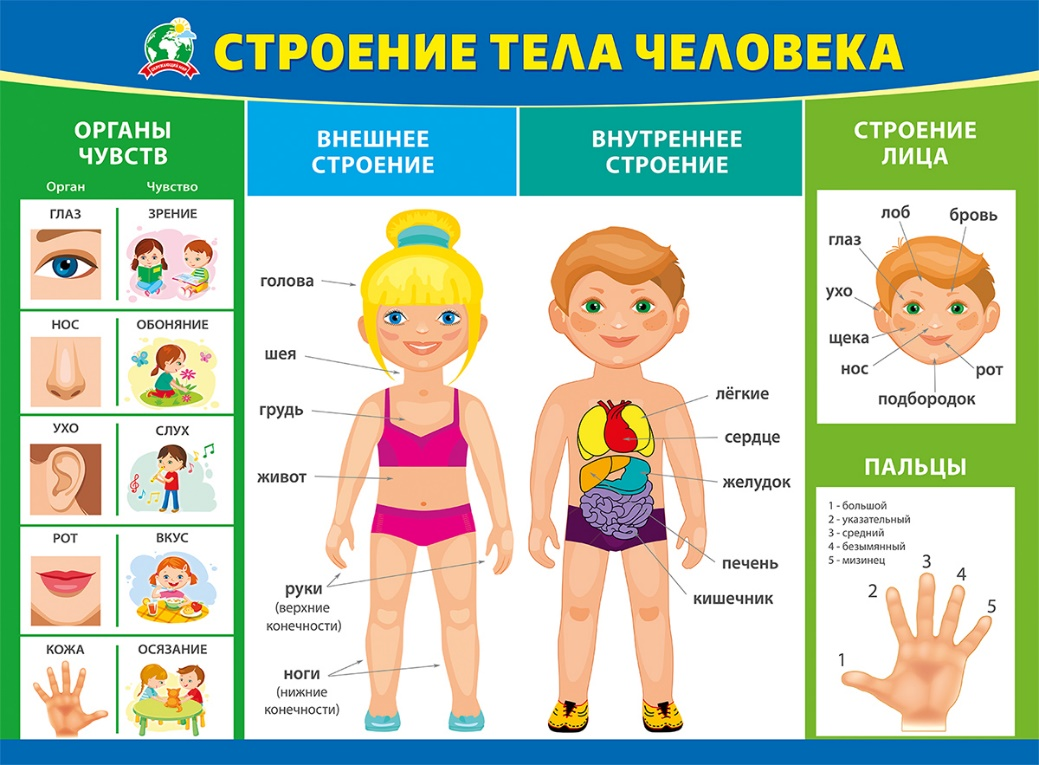 СТРОЕНИЕ ТЕЛА ЧЕЛОВЕКА
ОКРУЖАЮЩИЙ МИР
ОРГАНЫ
ЧУВСТВ
Орган Чувство
ГЛАЗ ЗРЕНИЕ
НОС ОБОНЯНИЕ
УХО СЛУХ
РОТ ВКУС
КОЖА ОСЯЗАНИЕ
ВНЕШНЕЕ
СТРОЕНИЕ
голова
шея
грудь
живот
руки
(верхние
конечности)
ноги
(нижние
конечности)
ВНУТРЕННЕЕ
СТРОЕНИЕ
лёгкие
сердце
желудок
печень
кишечник
СТРОЕНИЕ
ЛИЦА
лоб
бровь
глаз
ухо
щека
нос
рот
подбородок
ПАЛЬЦЫ
1 - большой
2 - указательный
3 - средний
4 - безымянный
5 - мизинец
1
2
3
4
5